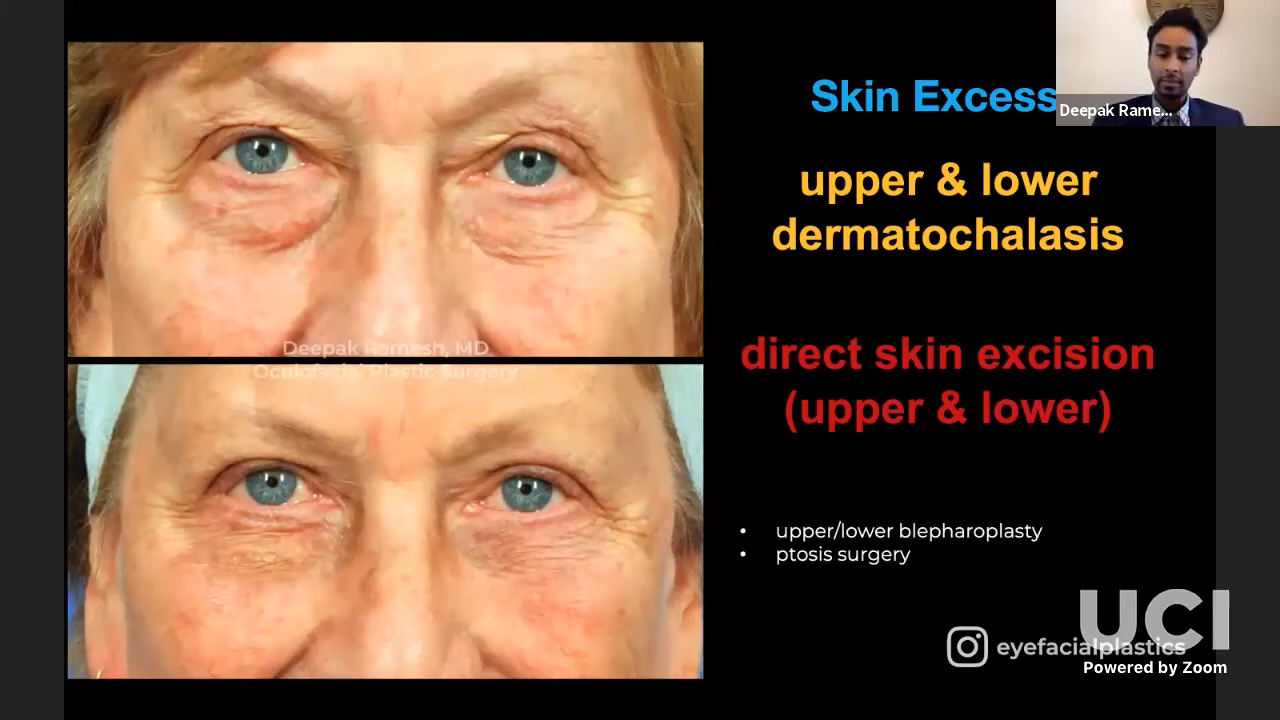 Skin Excess
Deepak Rame...
upper & lower
dermatochalasis
direct skin excision
(upper & lower)
Deepak Ramesh, MD
Oculofacial Plastic Surgery
• upper/lower blepharoplasty
• ptosis surgery
UCI
eyefacialplastics
Powered by Zoom